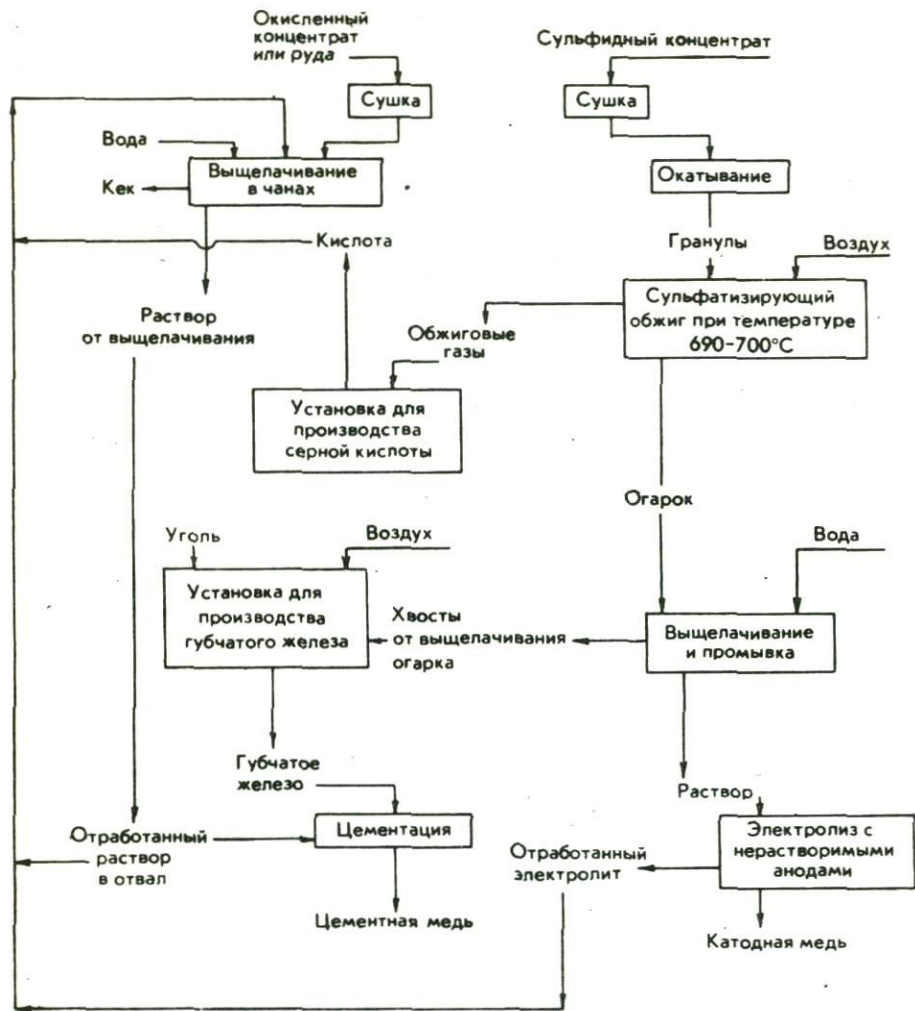 Окисленный
концентрат
или руда
Сульфидный концентрат
Сушка
Сушка
Вода
Выщелачивание
в чанах
Окатывание
Кек
Кислота
Гранулы
Воздух
Сульфатизирующий
обжиг при температуре
690-700°С
Раствор
от выщелачивания
Обжиговые
газы
Установка для
производства
серной кислоты
Огарок
Уголь
Воздух
Вода
Установка для
производства
губчатого железа
Хвосты
от выщелачивания
огарка
Выщелачивание
и промывка
Губчатое
железо
Раствор
Отработанный
раствор
в отвал
Цементация
Отработанный
электролит
Электролиз с
нерастворимыми
анодами
Цементная медь
Катодная медь